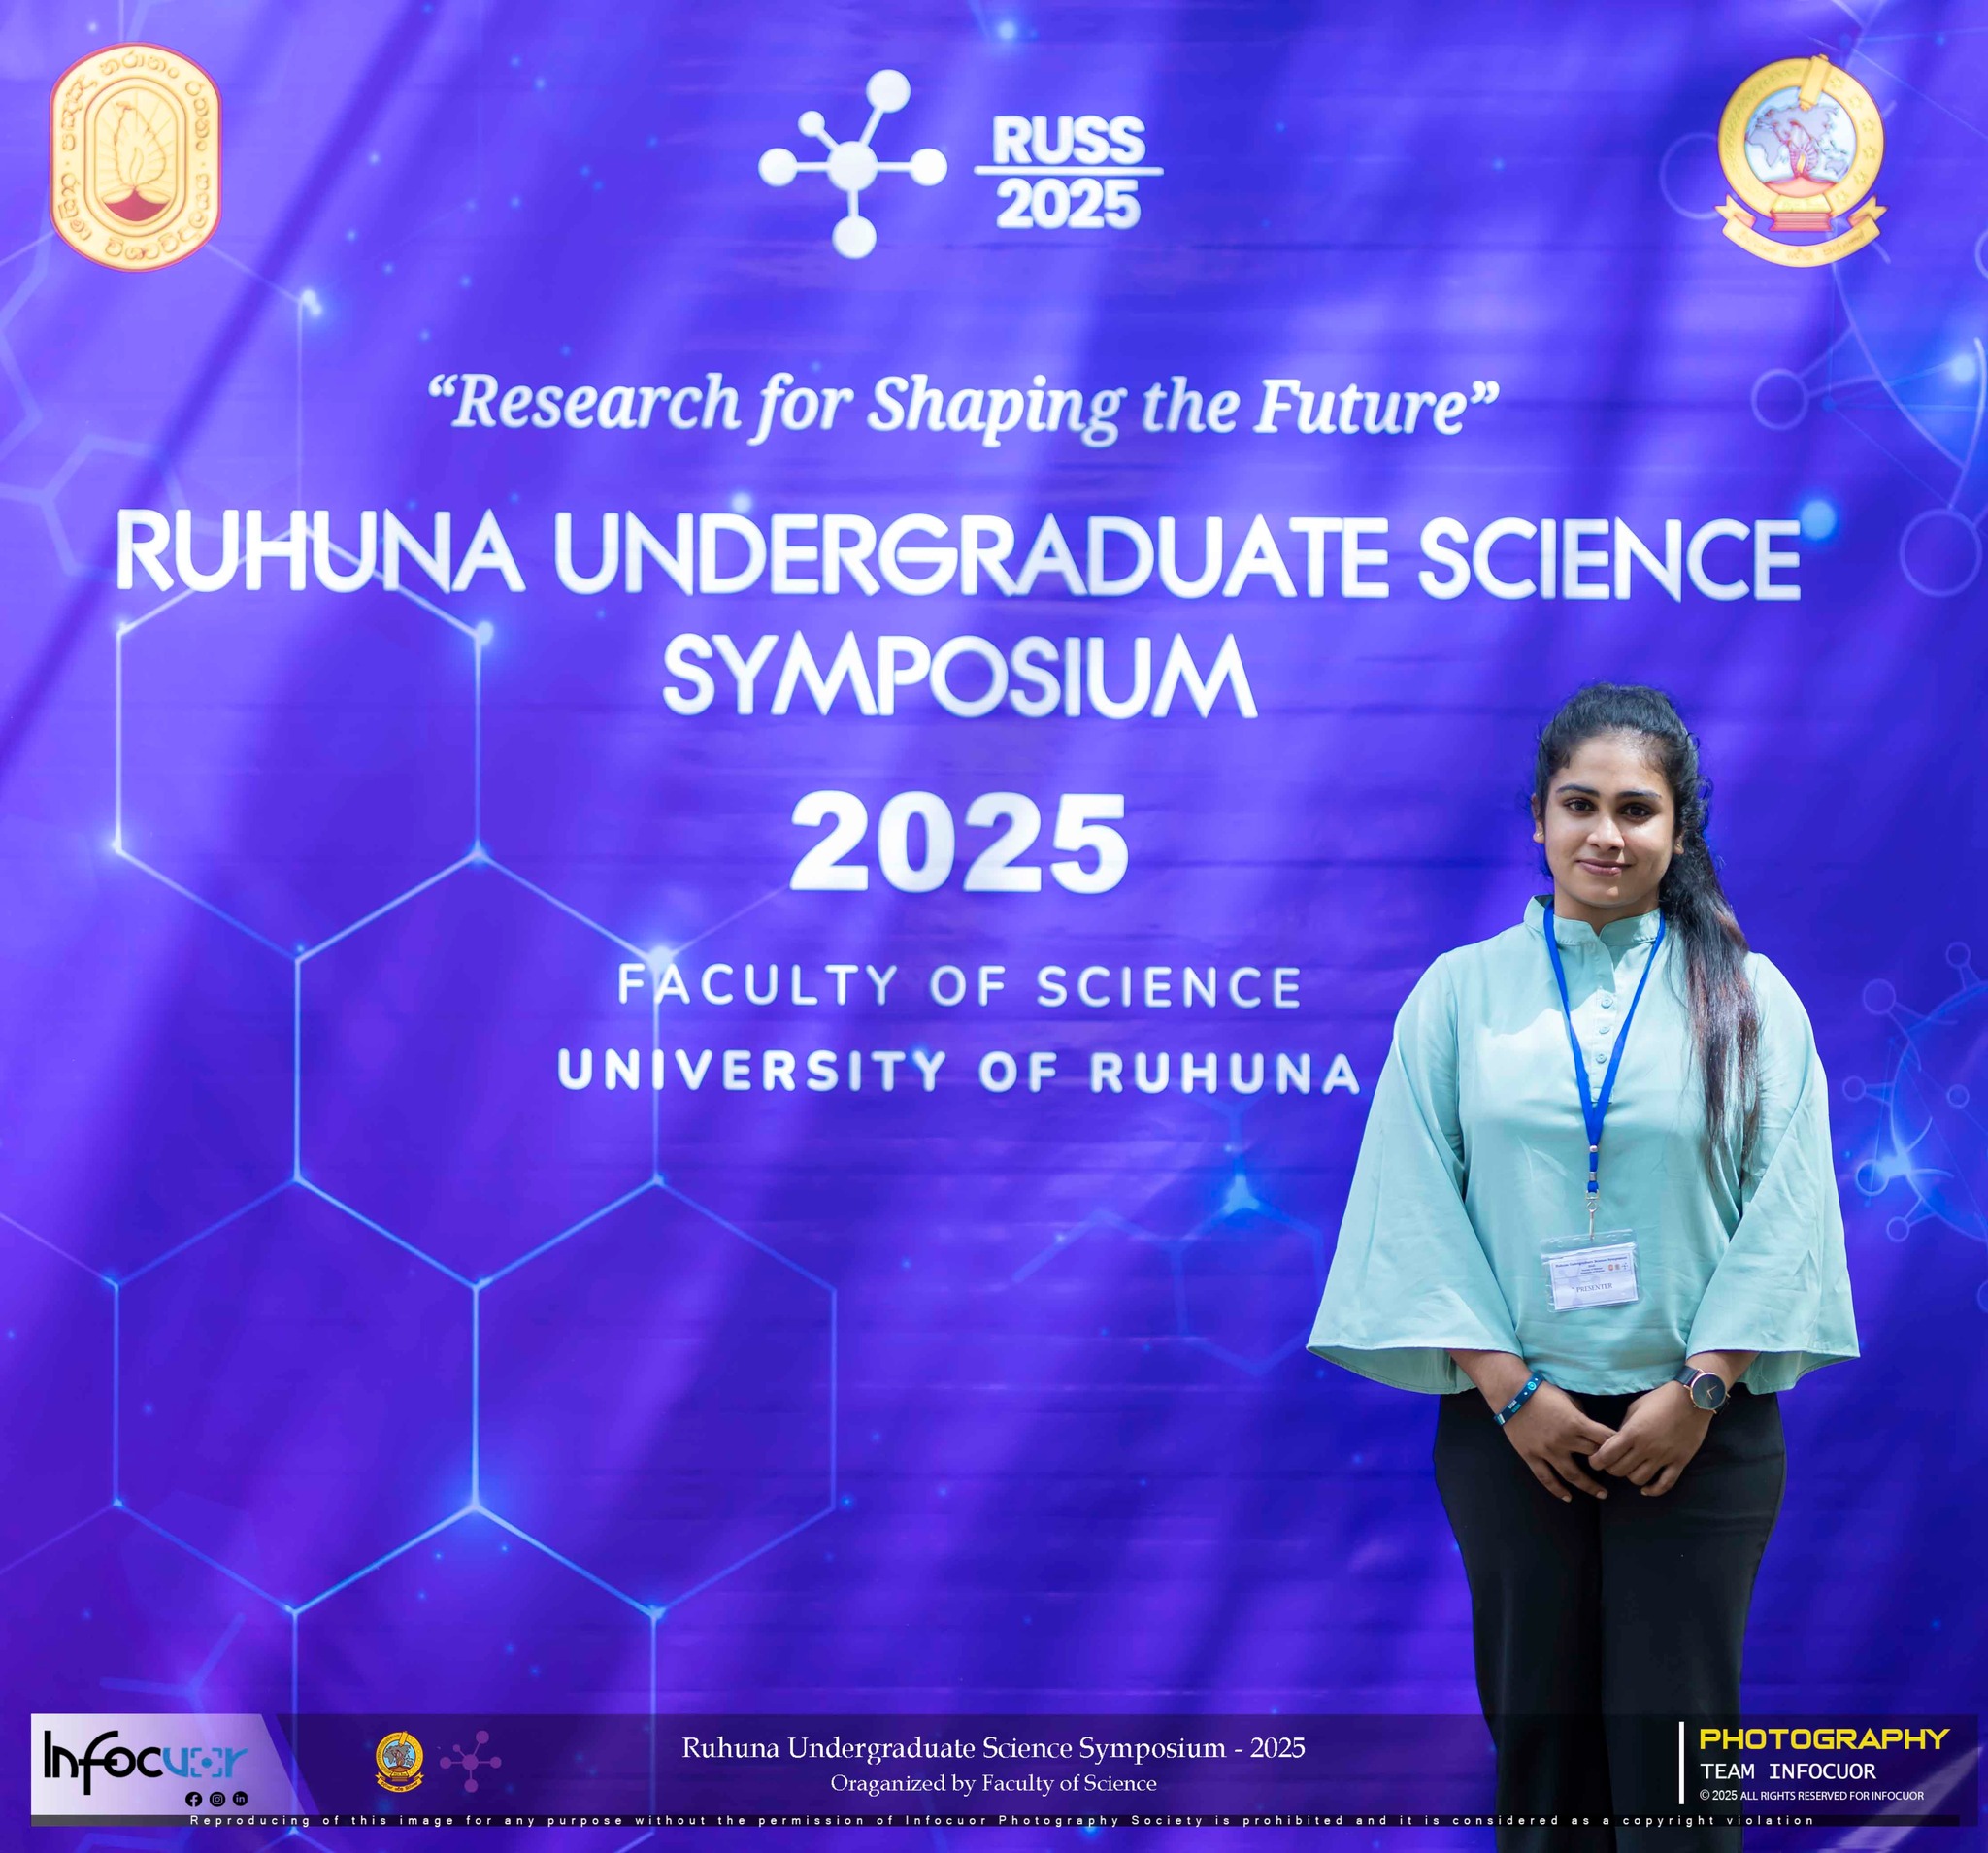 RUSS
2025
“Research for Shaping the Future”
RUHUNA UNDERGRADUATE SCIENCE
SYMPOSIUM
2025
FACULTY OF SCIENCE
UNIVERSITY OF RUHUNA
PRESENTER
Infocuor
Ruhuna Undergraduate Science Symposium - 2025
Oraganized by Faculty of Science
PHOTOGRAPHY
TEAM INFOCUOR
© 2025 ALL RIGHTS RESERVED FOR INFOCUOR
Reproducing of this image for any purpose without the permission of Infocuor Photography Society is prohibited and it is considered as a copyright violation